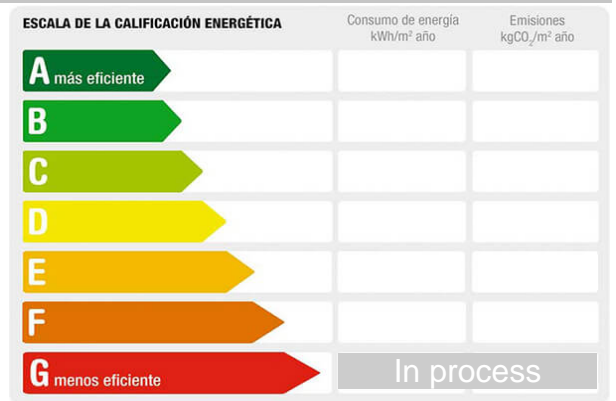 ESCALA DE LA CALIFICACIÓN ENERGÉTICA
Consumo de energía
kWh/m² año
Emisiones
kgCO₂/m² año
A más eficiente
B
C
D
E
F
G menos eficiente
In process